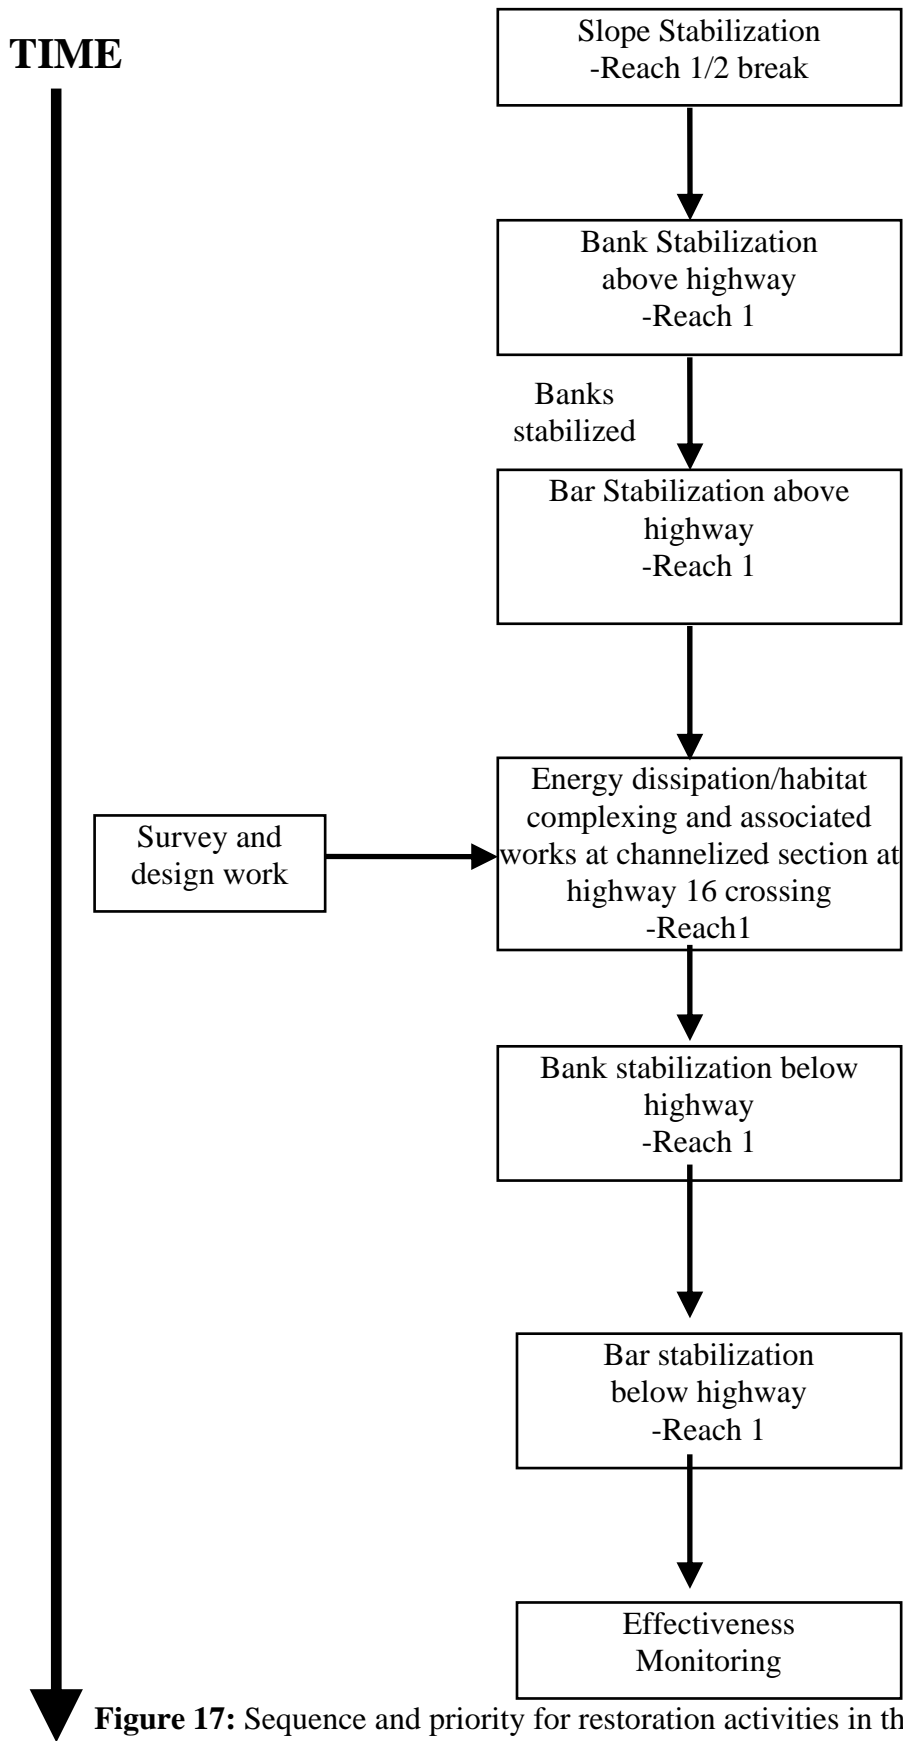 TIME
Slope Stabilization
-Reach 1/2 break
Bank Stabilization
above highway
-Reach 1
Banks
stabilized
Bar Stabilization above
highway
-Reach 1
Survey and
design work
Energy dissipation/habitat
complexing and associated
works at channelized section at
highway 16 crossing
-Reach1
Bank stabilization below
highway
-Reach 1
Bar stabilization
below highway
-Reach 1
Effectiveness
Monitoring
Figure 17: Sequence and priority for restoration activities in th